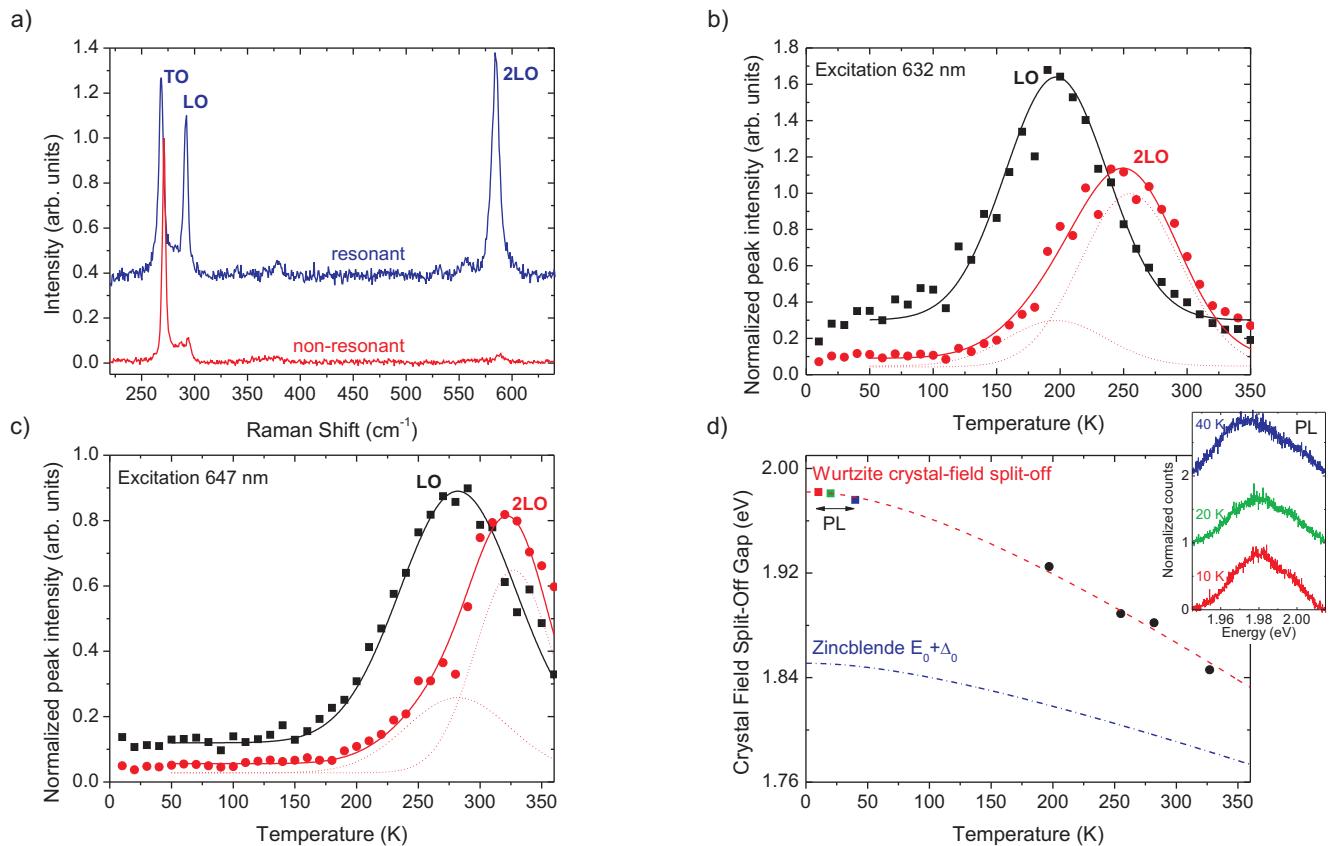 a)
1.4
1.2
1.0
0.8
0.6
0.4
0.2
0.0
Intensity (arb. units)
TO
LO
2LO
resonant
non-resonant
250 300 350 400 450 500 550 600
Raman Shift (cm⁻¹)
b)
Excitation 632 nm
LO
2LO
1.8
1.6
1.4
1.2
1.0
0.8
0.6
0.4
0.2
0.0
Normalized peak intensity (arb. units)
0 50 100 150 200 250 300 350
Temperature (K)
c)
Excitation 647 nm
LO
2LO
1.0
0.8
0.6
0.4
0.2
0.0
Normalized peak intensity (arb. units)
0 50 100 150 200 250 300 350
Temperature (K)
d)
2.00
1.92
1.84
1.76
Crystal Field Split-Off Gap (eV)
Wurtzite crystal-field split-off
PL
Zincblende E₀+Δ₀
0 50 100 150 200 250 300 350
Temperature (K)
40 K
PL
20 K
10 K
2
1
0
Normalized counts
1.96 1.98 2.00
Energy (eV)